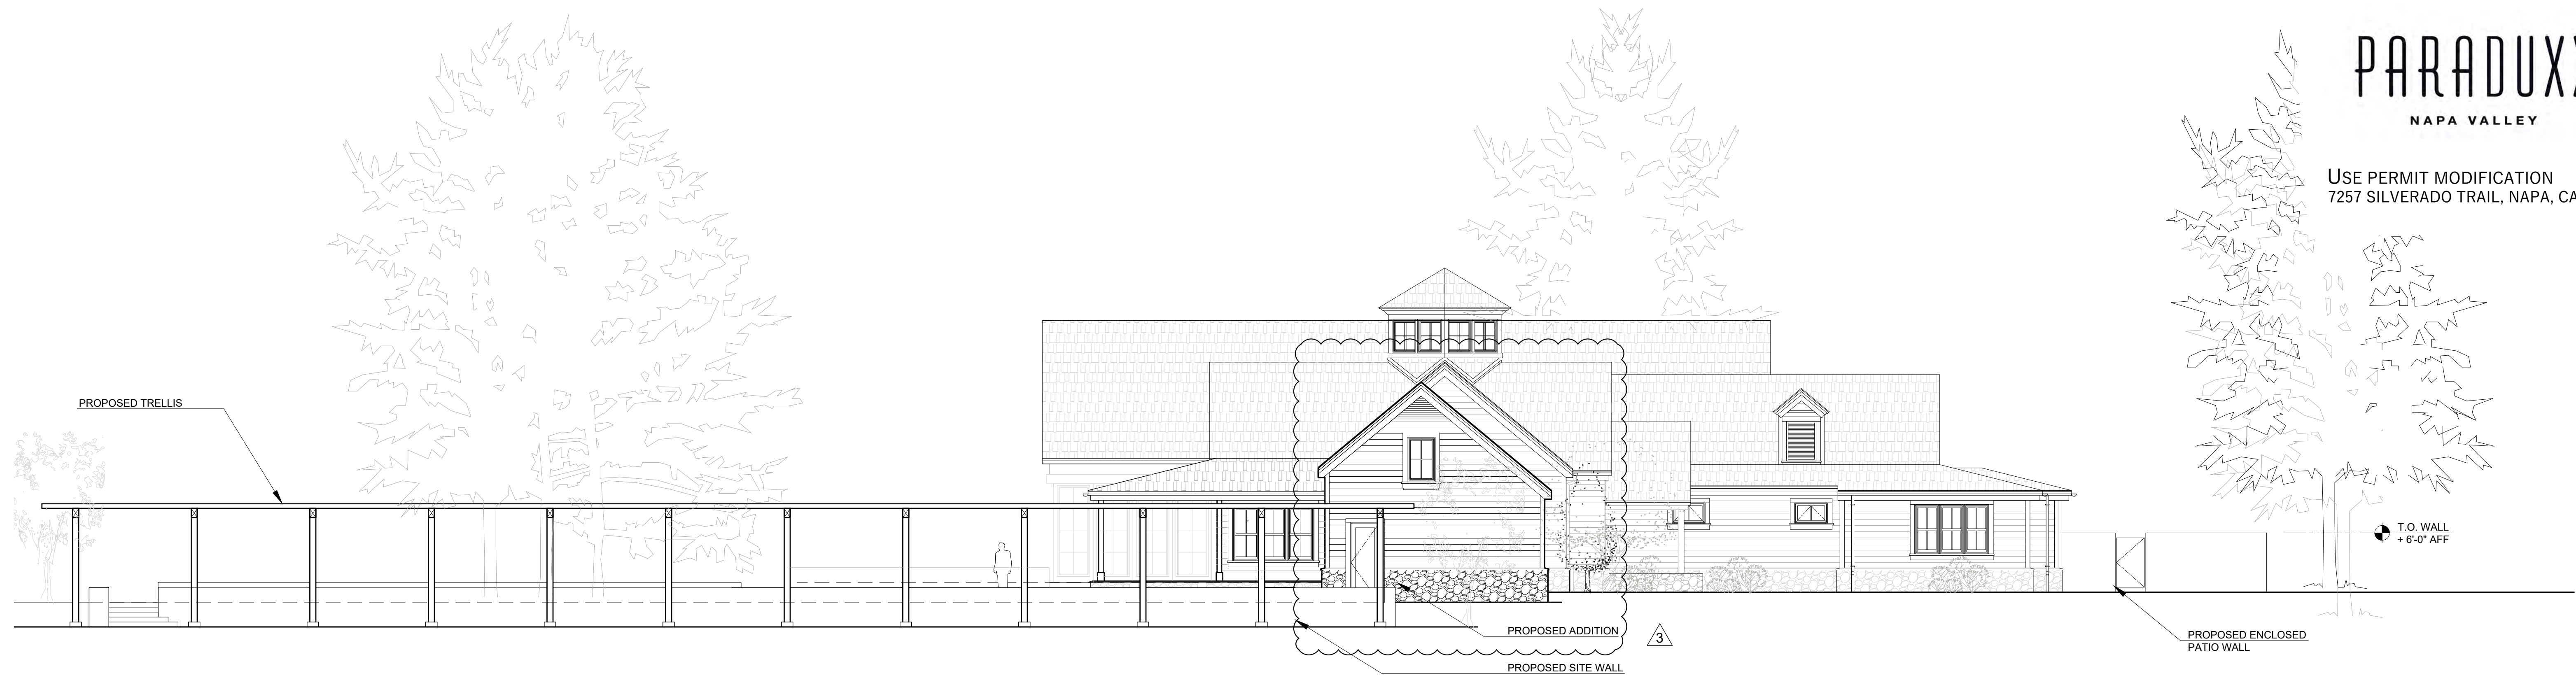 PARADUXX
NAPA VALLEY
USE PERMIT MODIFICATION
7257 SILVERADO TRAIL, NAPA, CA
PROPOSED TRELLIS
T.O. WALL
+ 6'-0" AFF
PROPOSED ADDITION
3
PROPOSED SITE WALL
PROPOSED ENCLOSED
PATIO WALL